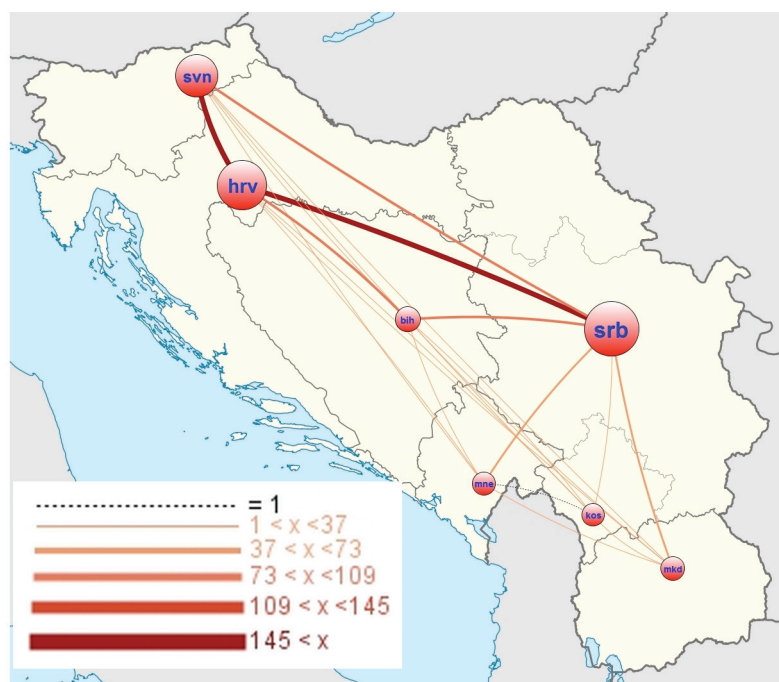 svn
hrv
bih
srb
mne
kos
mkd
= 1
1 < x <37
37 < x <73
73 < x <109
109 < x <145
145 < x